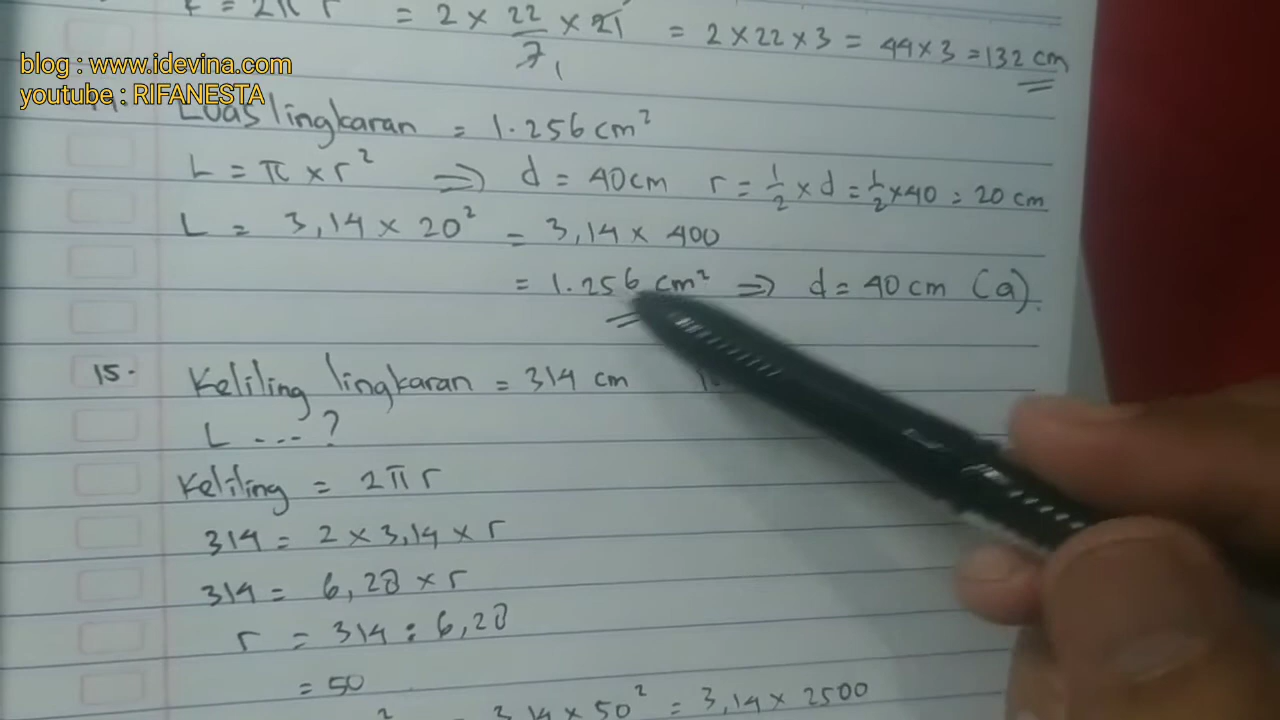 = 2π r = 2 × 22/7 × 21 = 2 × 22 × 3 = 44 × 3 = 132 cm
1
blog : www.idevina.com
youtube : RIFANESTA
Luas lingkaran = 1.256 cm²
L = π × r² ⇒ d = 40 cm r = 1/2 × d = 1/2 × 40 = 20 cm
L = 3,14 × 20² = 3,14 × 400
= 1.256 cm² ⇒ d = 40 cm (a).
15. Keliling lingkaran = 314 cm
L ...?
Keliling = 2π r
314 = 2 × 3,14 × r
314 = 6,28 × r
r = 314 : 6,28
= 50
3,14 × 50² = 3,14 × 2500